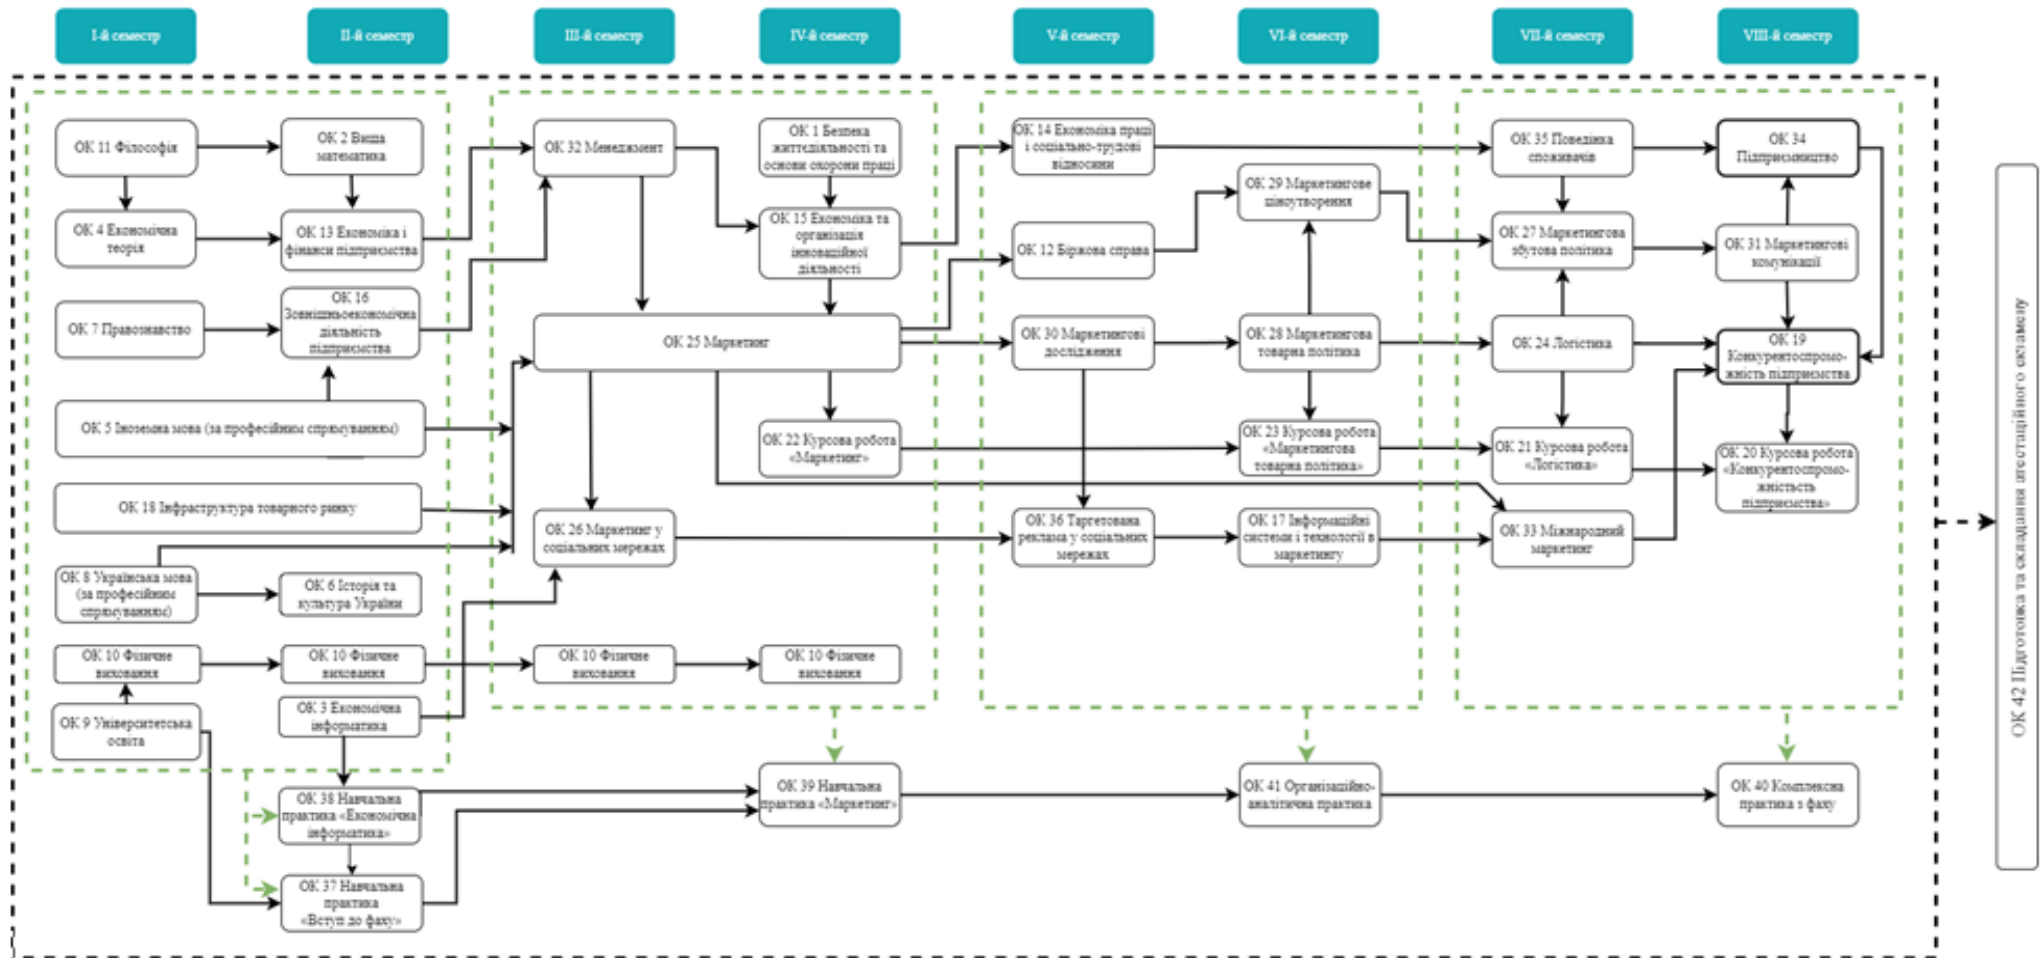 I-й семестр
II-й семестр
III-й семестр
IV-й семестр
V-й семестр
VI-й семестр
VII-й семестр
VIII-й семестр
ОК 11 Філософія
ОК 2 Вища
математика
ОК 32 Менеджмент
ОК 1 Безпека
життєдіяльності та
основи охорони праці
ОК 14 Економіка праці
і соціально-трудові
відносини
ОК 35 Поведінка
споживачів
ОК 34
Підприємництво
ОК 4 Економічна
теорія
ОК 13 Економіка і
фінанси підприємства
ОК 15 Економіка та
організація
інноваційної
діяльності
ОК 12 Біржова справа
ОК 29 Маркетингове
ціноутворення
ОК 27 Маркетингова
збутова політика
ОК 31 Маркетингові
комунікації
ОК 7 Правознавство
ОК 16
Зовнішньоекономічна
діяльність
підприємства
ОК 25 Маркетинг
ОК 30 Маркетингові
дослідження
ОК 28 Маркетингова
товарна політика
ОК 24 Логістика
ОК 19
Конкурентоспромо-
жність підприємства
ОК 5 Іноземна мова (за професійним спрямуванням)
ОК 22 Курсова робота
«Маркетинг»
ОК 23 Курсова робота
«Маркетингова
товарна політика»
ОК 21 Курсова робота
«Логістика»
ОК 20 Курсова робота
«Конкурентоспромо-
жністьсть
підприємства»
ОК 18 Інфраструктура товарного ринку
ОК 26 Маркетинг у
соціальних мережах
ОК 36 Таргетована
реклама у соціальних
мережах
ОК 17 Інформаційні
системи і технології в
маркетингу
ОК 33 Міжнародний
маркетинг
ОК 8 Українська мова
(за професійним
спрямуванням)
ОК 6 Історія та
культура України
ОК 10 Фізичне
виховання
ОК 10 Фізичне
виховання
ОК 10 Фізичне
виховання
ОК 10 Фізичне
виховання
ОК 9 Університетська
освіта
ОК 3 Економічна
інформатика
ОК 38 Навчальна
практика «Економічна
інформатика»
ОК 39 Навчальна
практика «Маркетинг»
ОК 41 Організаційно-
аналітична практика
ОК 40 Комплексна
практика з фаху
ОК 37 Навчальна
практика
«Вступ до фаху»
ОК 42 Підготовка та складання атестаційного екзамену